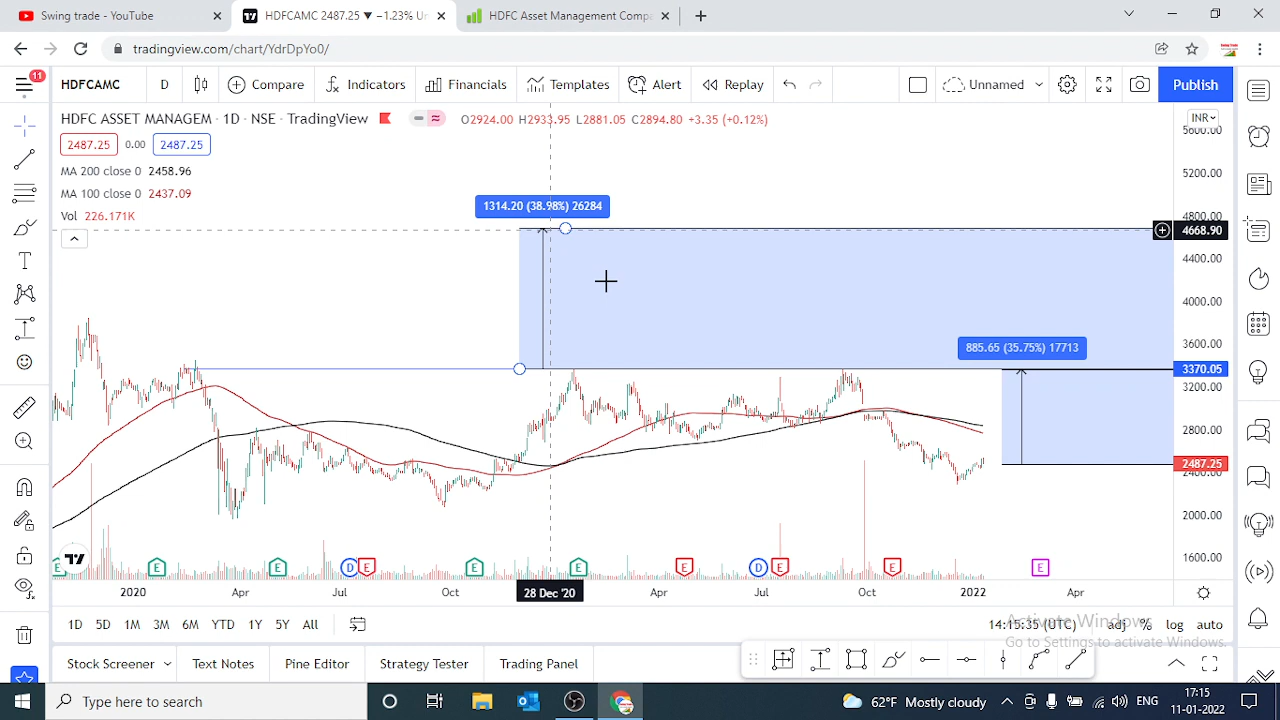 Swing trade - YouTube
HDFCAMC 2487.25 ▼ −1.23% Un
HDFC Asset Management Comp
tradingview.com/chart/YdrDpYo0/
11
HDFCAMC
D
Compare
Indicators
Financials
Templates
Alert
Replay
Unnamed
Publish
HDFC ASSET MANAGEM · 1D · NSE · TradingView
O2924.00 H2933.95 L2881.05 C2894.80 +3.35 (+0.12%)
INR
2487.25 0.00 2487.25
MA 200 close 0 2458.96
MA 100 close 0 2437.09
Vol 226.171K
5600.00
5200.00
4800.00
4668.90
4400.00
4000.00
3600.00
3370.05
3200.00
2800.00
2487.25
2400.00
2000.00
1600.00
1314.20 (38.98%) 26284
885.65 (35.75%) 17713
E E E D E E E E D E E E
2020 Apr Jul Oct 28 Dec '20 Apr Jul Oct 2022 Apr
1D 5D 1M 3M 6M YTD 1Y 5Y All
14:15:35 (UTC) adj % log auto
Activate Windows
Go to Settings to activate Windows.
Stock Screener Text Notes Pine Editor Strategy Tester Trading Panel
Type here to search
62°F Mostly cloudy
ENG
17:15
11-01-2022